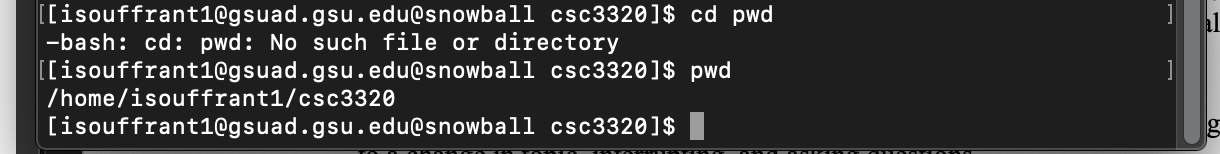 [[isouffrant1@gsuad.gsu.edu@snowball csc3320]$ cd pwd ]
-bash: cd: pwd: No such file or directory
[[isouffrant1@gsuad.gsu.edu@snowball csc3320]$ pwd ]
/home/isouffrant1/csc3320
[isouffrant1@gsuad.gsu.edu@snowball csc3320]$